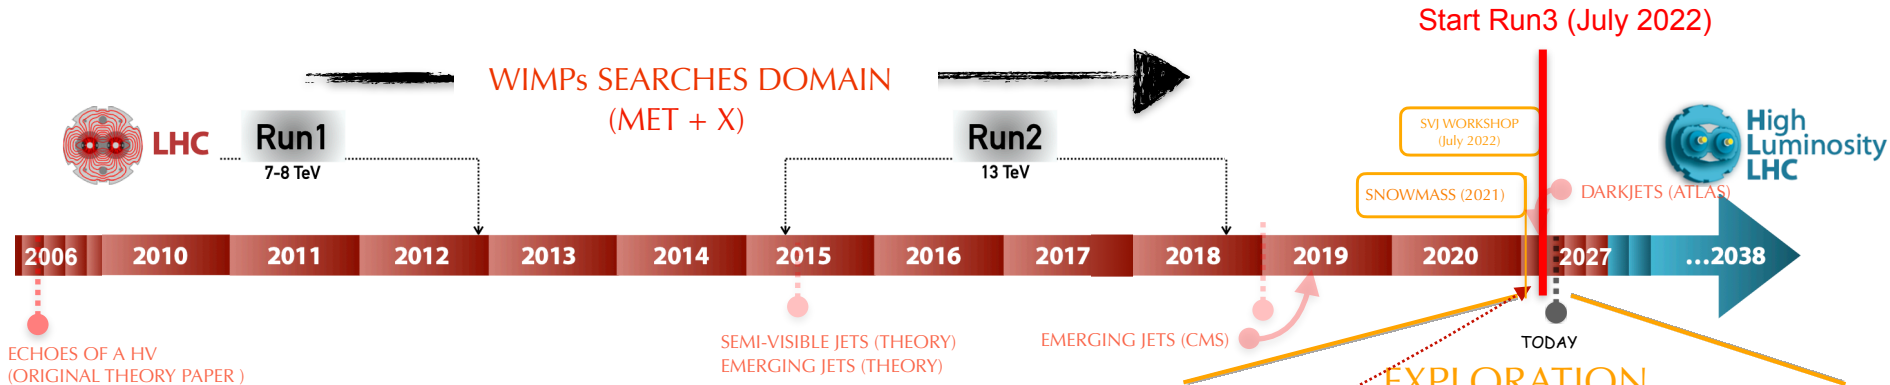 Start Run3 (July 2022)
WIMPs SEARCHES DOMAIN
(MET + X)
LHC
Run1
7-8 TeV
Run2
13 TeV
SVJ WORKSHOP
(July 2022)
High
Luminosity
LHC
SNOWMASS (2021)
DARKJETS (ATLAS)
2006 2010 2011 2012 2013 2014 2015 2016 2017 2018 2019 2020 2027 ...2038
ECHOES OF A HV
(ORIGINAL THEORY PAPER )
SEMI-VISIBLE JETS (THEORY)
EMERGING JETS (THEORY)
EMERGING JETS (CMS)
TODAY
EXPLORATION